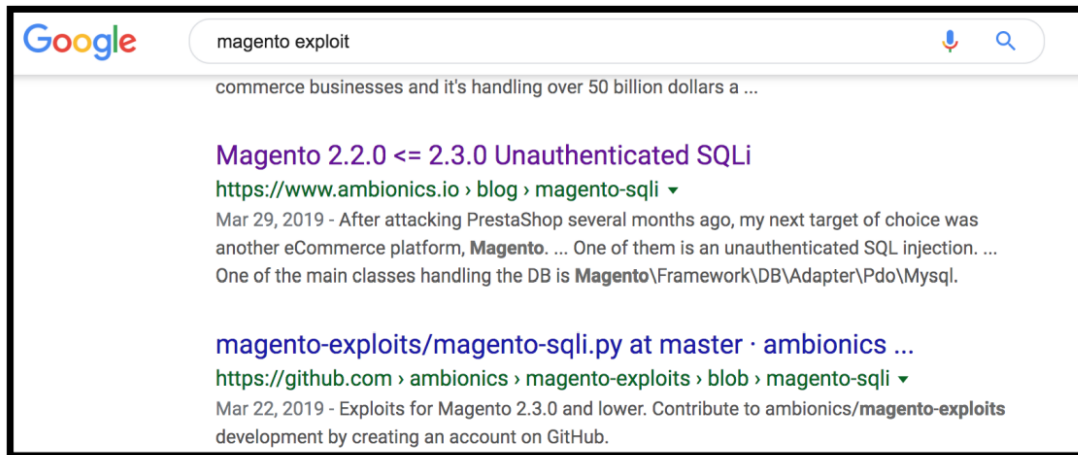 Google magento exploit
commerce businesses and it's handling over 50 billion dollars a ...
Magento 2.2.0 <= 2.3.0 Unauthenticated SQLi
https://www.ambionics.io › blog › magento-sqli
Mar 29, 2019 - After attacking PrestaShop several months ago, my next target of choice was
another eCommerce platform, Magento. ... One of them is an unauthenticated SQL injection. ...
One of the main classes handling the DB is Magento\Framework\DB\Adapter\Pdo\Mysql.
magento-exploits/magento-sqli.py at master · ambionics ...
https://github.com › ambionics › magento-exploits › blob › magento-sqli
Mar 22, 2019 - Exploits for Magento 2.3.0 and lower. Contribute to ambionics/magento-exploits
development by creating an account on GitHub.